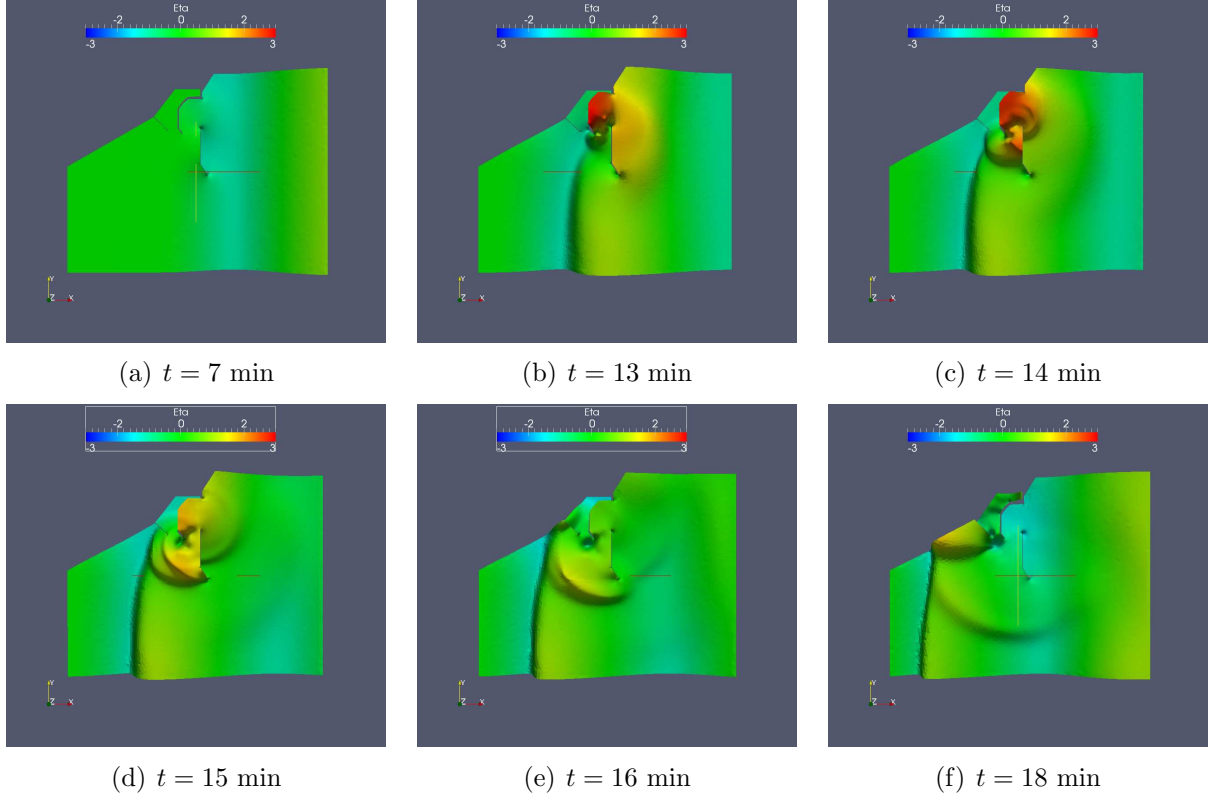 Eta
-2 0 2
-3 3
Eta
-2 0 2
-3 3
Eta
-2 0 2
-3 3
Y
Z X
Y
Z X
Y
Z X
(a) t = 7 min
(b) t = 13 min
(c) t = 14 min
Eta
-2 0 2
-3 3
Eta
-2 0 2
-3 3
Eta
-2 0 2
-3 3
Y
Z X
Y
Z X
Y
Z X
(d) t = 15 min
(e) t = 16 min
(f) t = 18 min